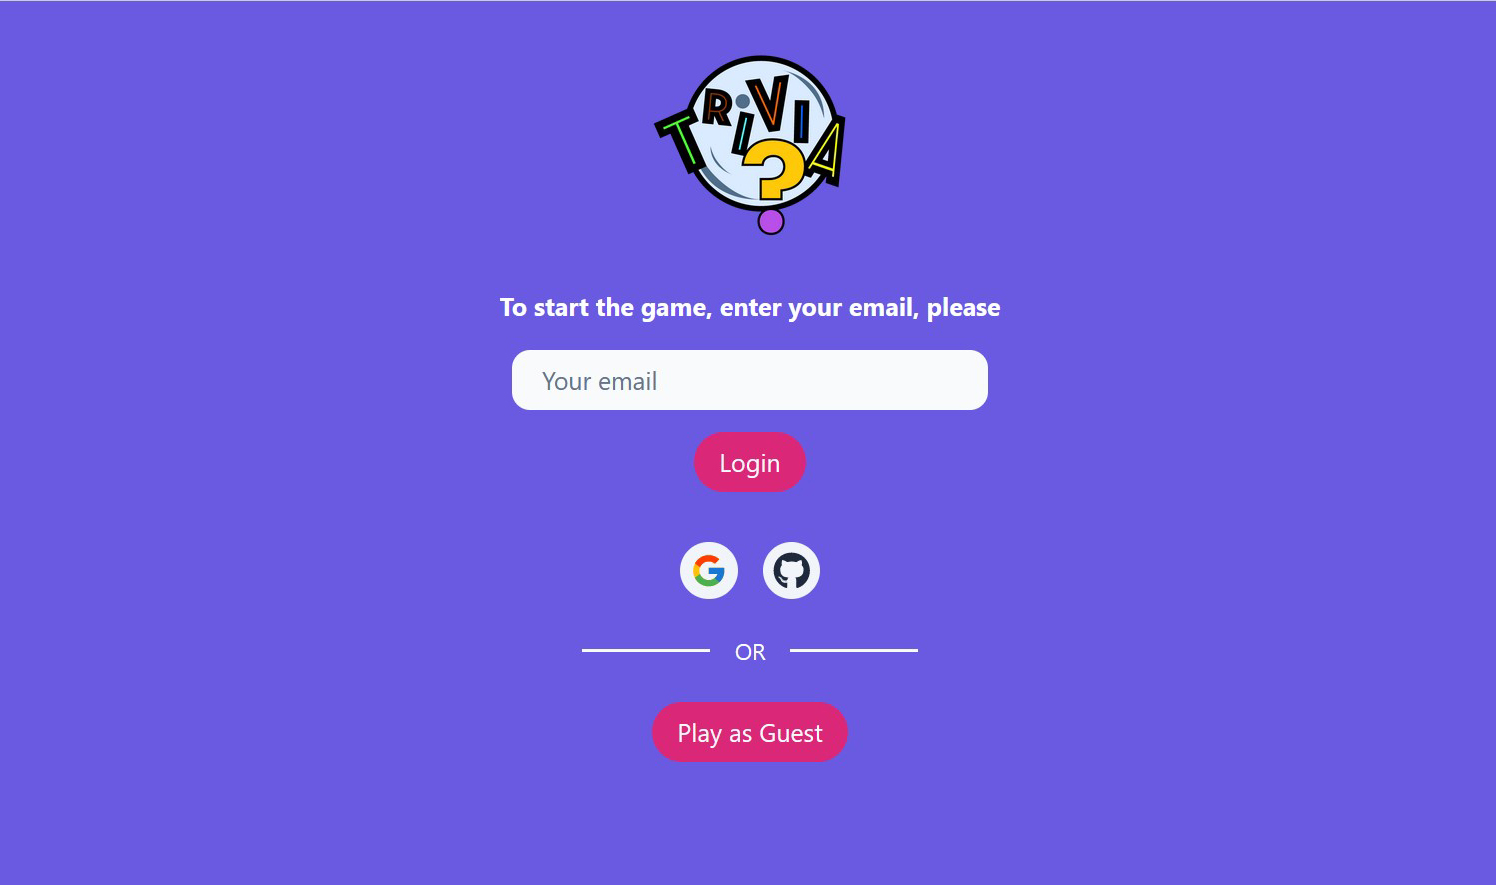 TRIVIA
?
To start the game, enter your email, please
Your email
Login
OR
Play as Guest